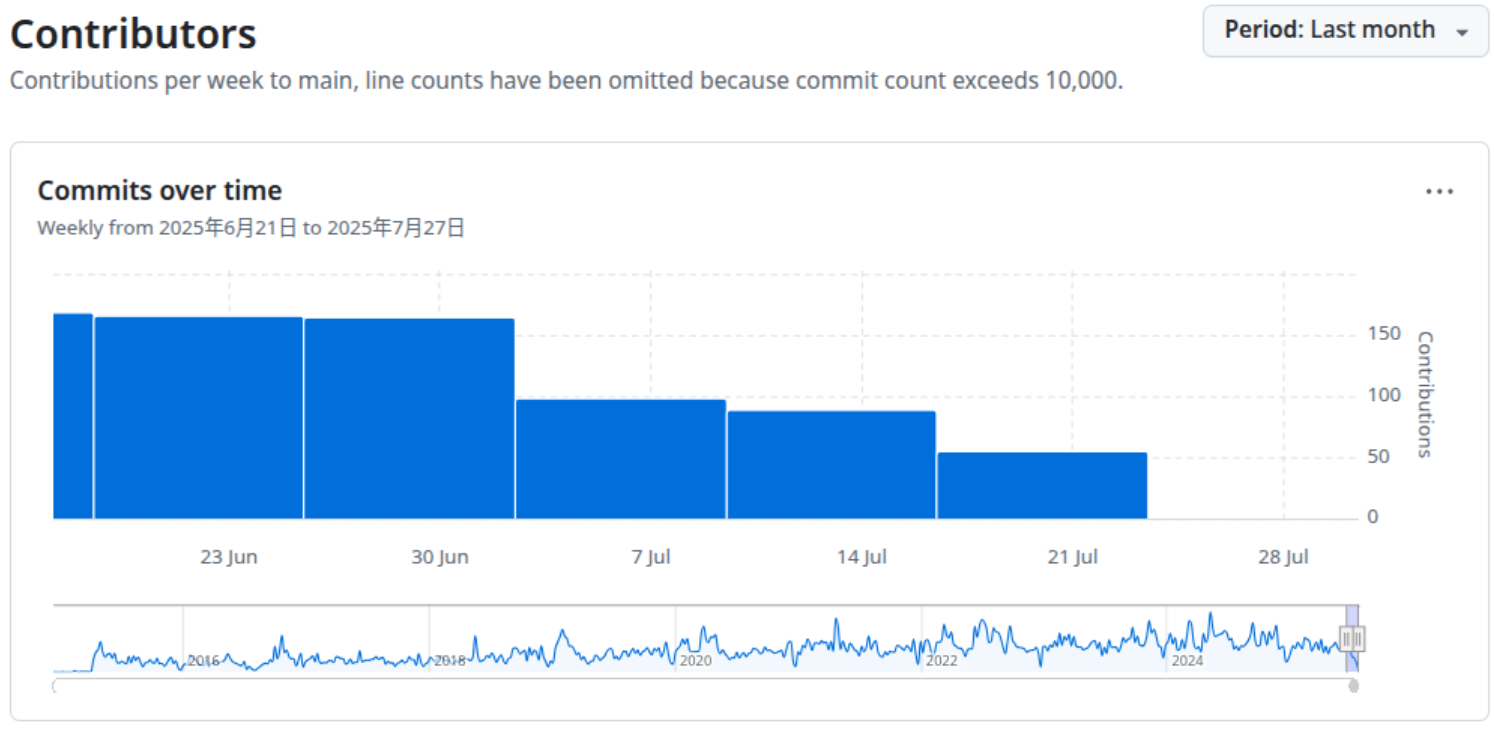 Contributors
Period: Last month
Contributions per week to main, line counts have been omitted because commit count exceeds 10,000.
Commits over time
Weekly from 2025年6月21日 to 2025年7月27日
150
100
50
0
Contributions
23 Jun
30 Jun
7 Jul
14 Jul
21 Jul
28 Jul
2016
2018
2020
2022
2024